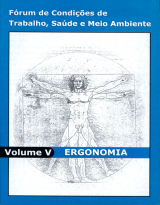 Fórum de Condições de
Trabalho, Saúde e Meio Ambiente
Volume V ERGONOMIA